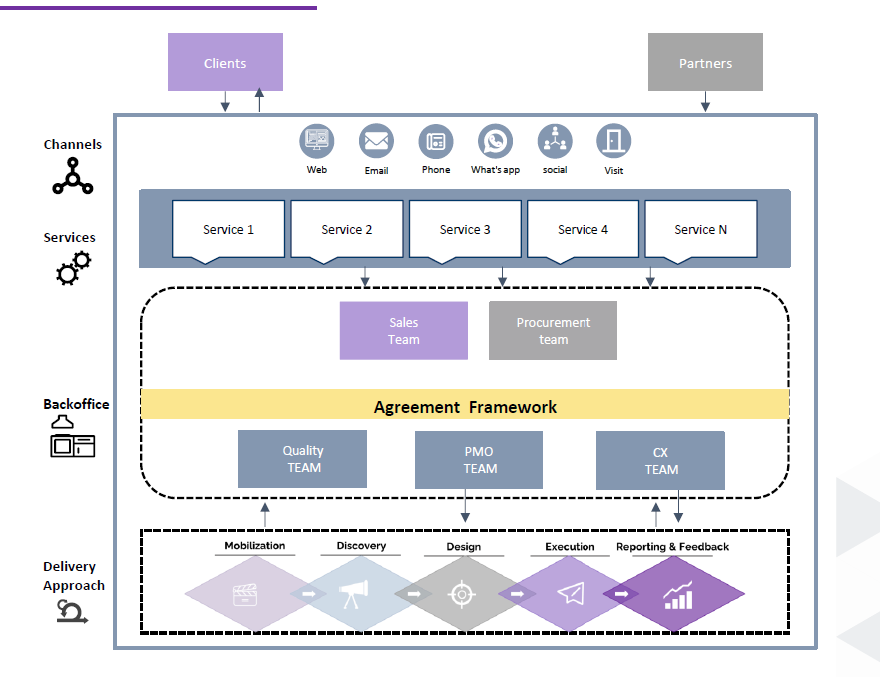 Clients
Partners
Channels
Web
Email
Phone
What's app
social
Visit
Services
Service 1
Service 2
Service 3
Service 4
Service N
Sales
Team
Procurement
team
Backoffice
Agreement Framework
Quality
TEAM
PMO
TEAM
CX
TEAM
Mobilization
Discovery
Design
Execution
Reporting & Feedback
Delivery
Approach